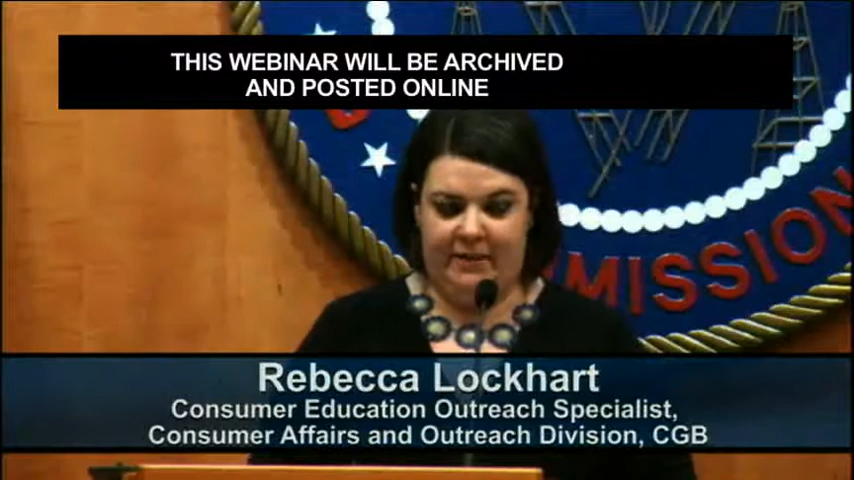 THIS WEBINAR WILL BE ARCHIVED
AND POSTED ONLINE
MMISSION
Rebecca Lockhart
Consumer Education Outreach Specialist,
Consumer Affairs and Outreach Division, CGB